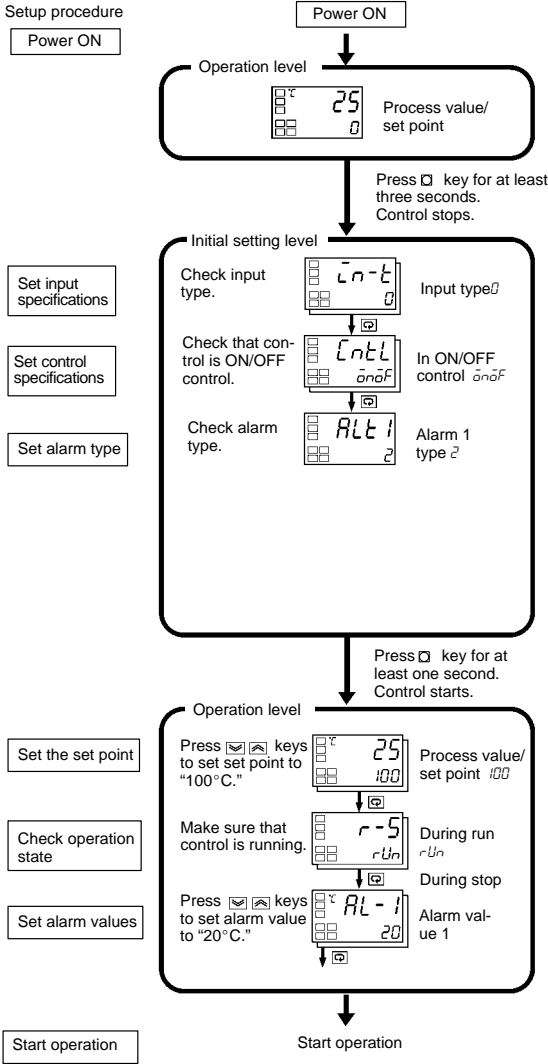 Setup procedure
Power ON
Power ON
Operation level
℃
25
0
Process value/
set point
Press key for at least
three seconds.
Control stops.
Initial setting level
Set input
specifications
Check input
type.
in-t
0
Input type 0
Set control
specifications
Check that con-
trol is ON/OFF
control.
CntL
onoF
In ON/OFF
control onoF
Set alarm type
Check alarm
type.
ALt1
2
Alarm 1
type 2
Press key for at
least one second.
Control starts.
Operation level
Set the set point
Press keys
to set set point to
“100°C.”
℃
25
100
Process value/
set point 100
Check operation
state
Make sure that
control is running.
r-S
rUn
During run
rUn
During stop
Set alarm values
Press keys
to set alarm value
to “20°C.”
℃
AL-1
20
Alarm val-
ue 1
Start operation
Start operation